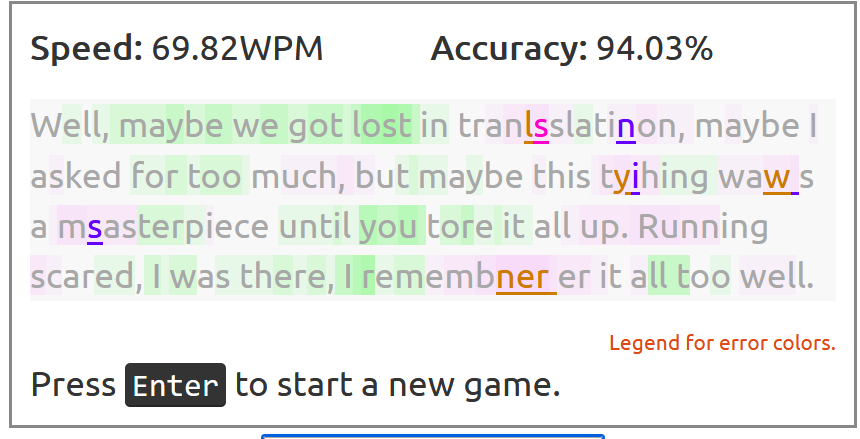 Speed: 69.82WPM Accuracy: 94.03%
Well, maybe we got lost in tranlsslatinon, maybe I
asked for too much, but maybe this tyihing waw s
a msasterpiece until you tore it all up. Running
scared, I was there, I remembner er it all too well.
Legend for error colors.
Press Enter to start a new game.